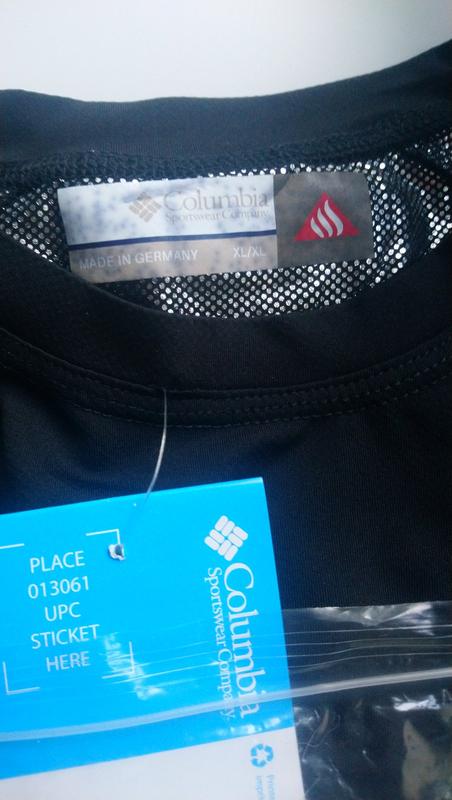 Columbia
Sportswear Company
MADE IN GERMANY XL/XL
PLACE
013061
UPC
STICKET
HERE
Columbia
Sportswear Company